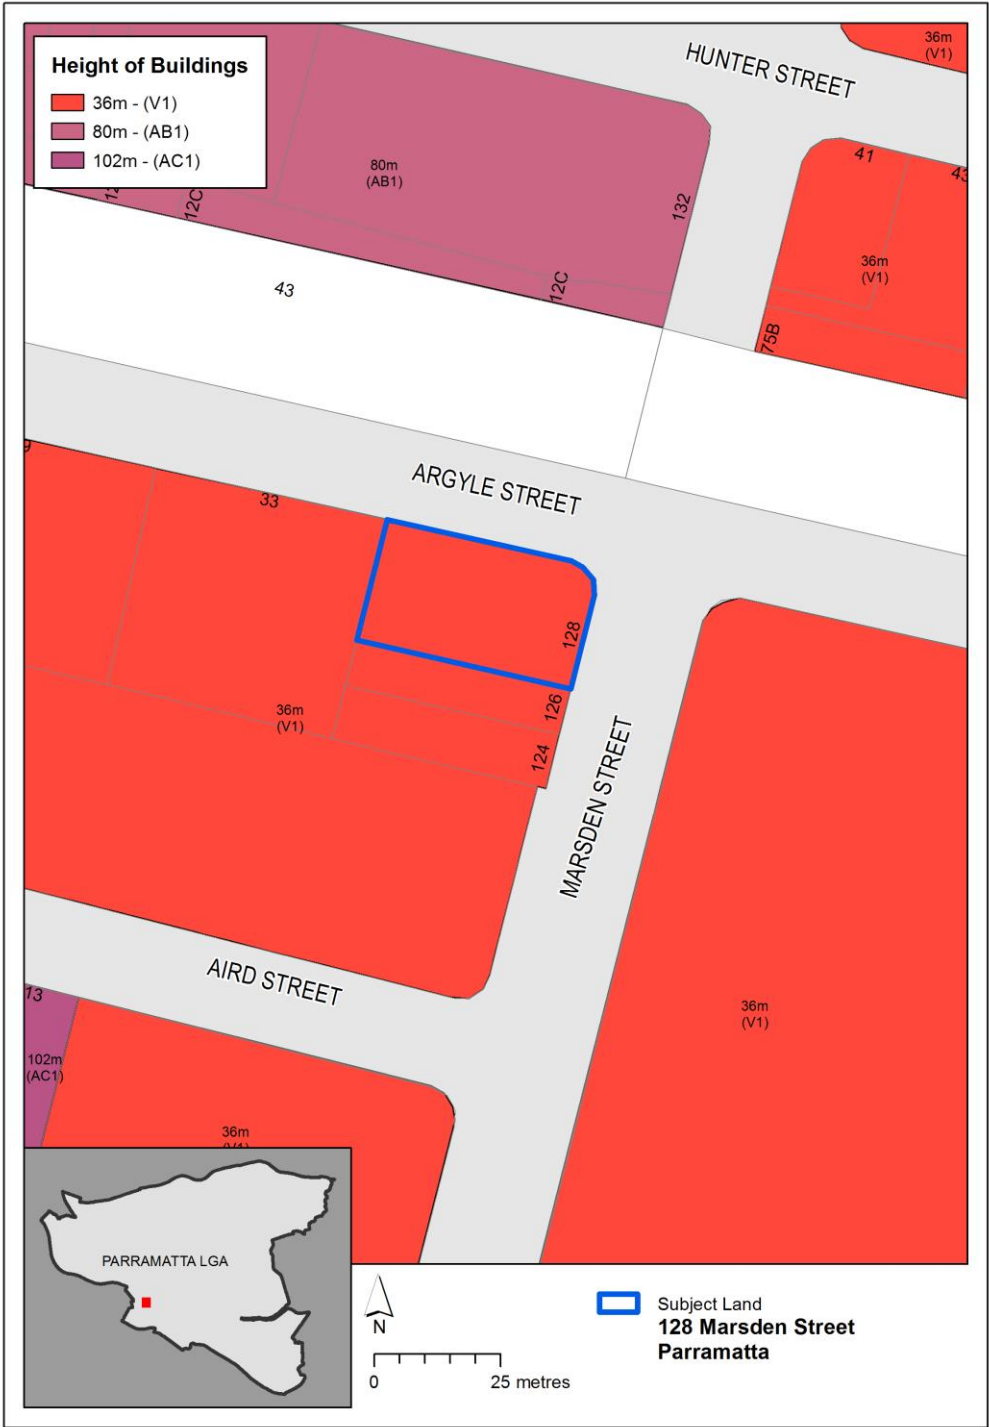 Height of Buildings
36m - (V1)
80m - (AB1)
102m - (AC1)
HUNTER STREET
36m
(V1)
41
43
80m
(AB1)
132
12C
12C
36m
(V1)
75B
43
ARGYLE STREET
33
128
126
124
36m
(V1)
MARSDEN STREET
AIRD STREET
13
102m
(AC1)
36m
(V1)
36m
(V1)
PARRAMATTA LGA
N
0 25 metres
Subject Land
128 Marsden Street
Parramatta